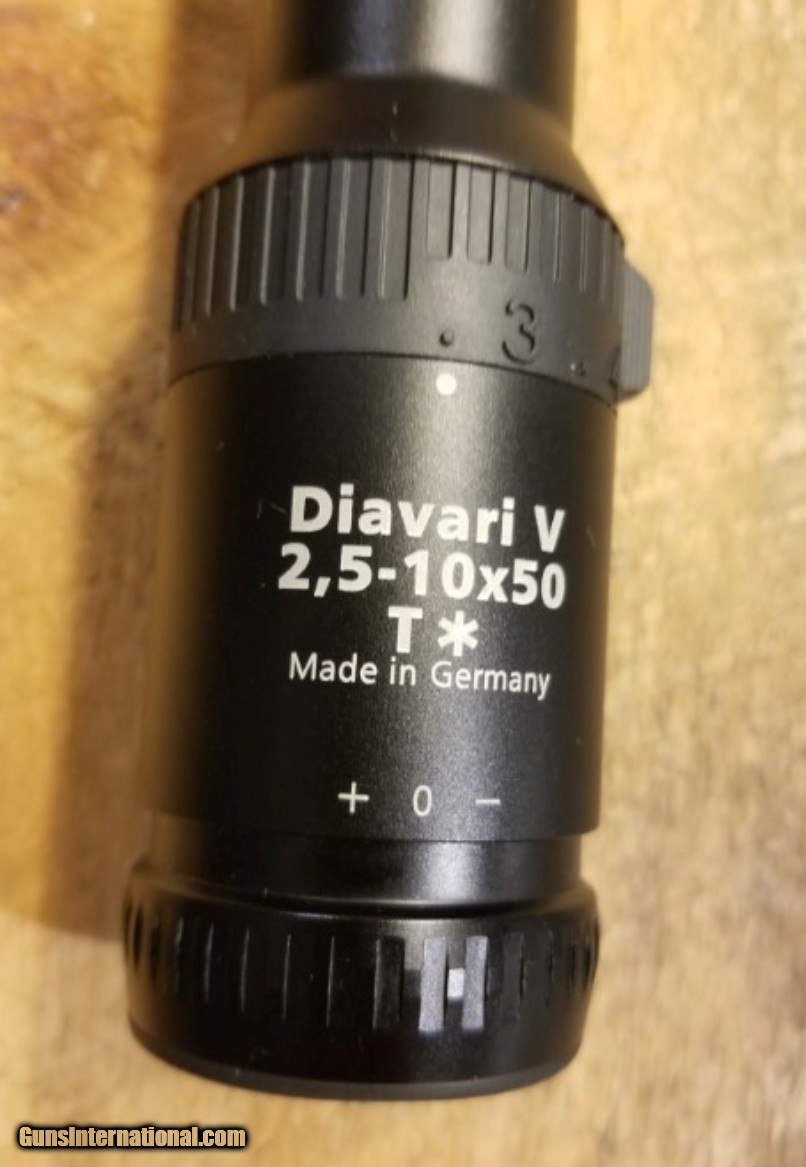 . 3 .
Diavari V
2,5-10x50
T*
Made in Germany
+ 0 -
GunsInternational.com